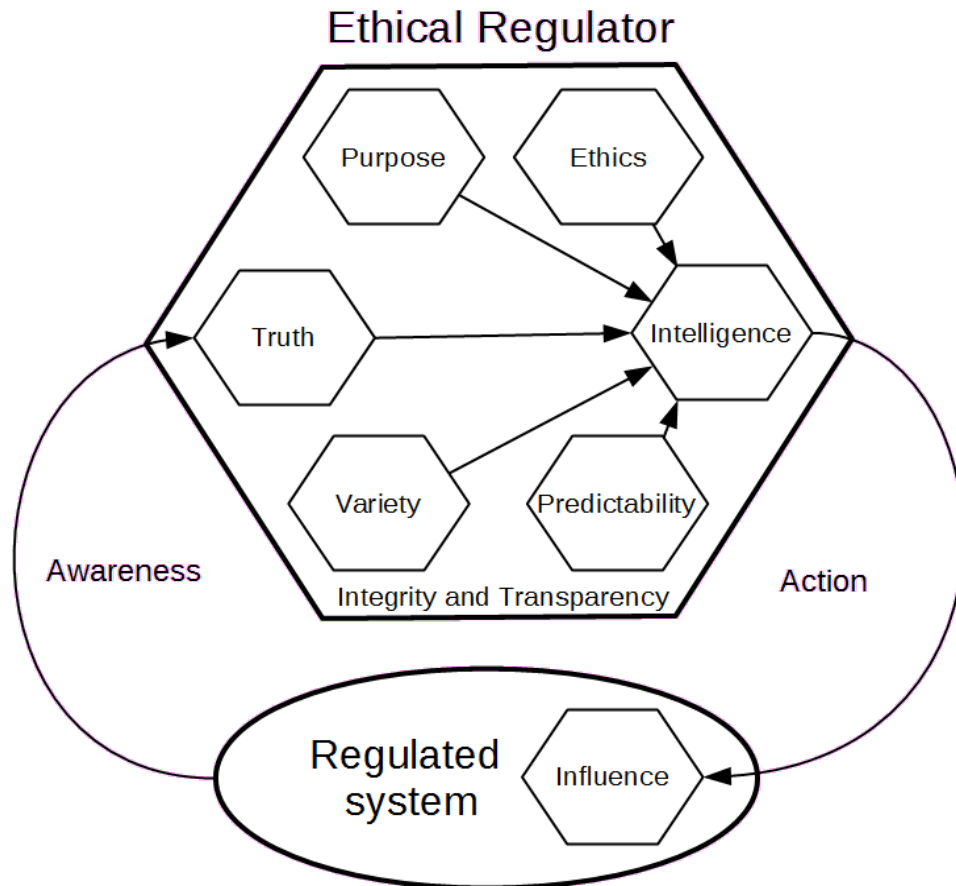 Ethical Regulator
Purpose
Ethics
Truth
Intelligence
Variety
Predictability
Integrity and Transparency
Awareness
Action
Regulated
system
Influence